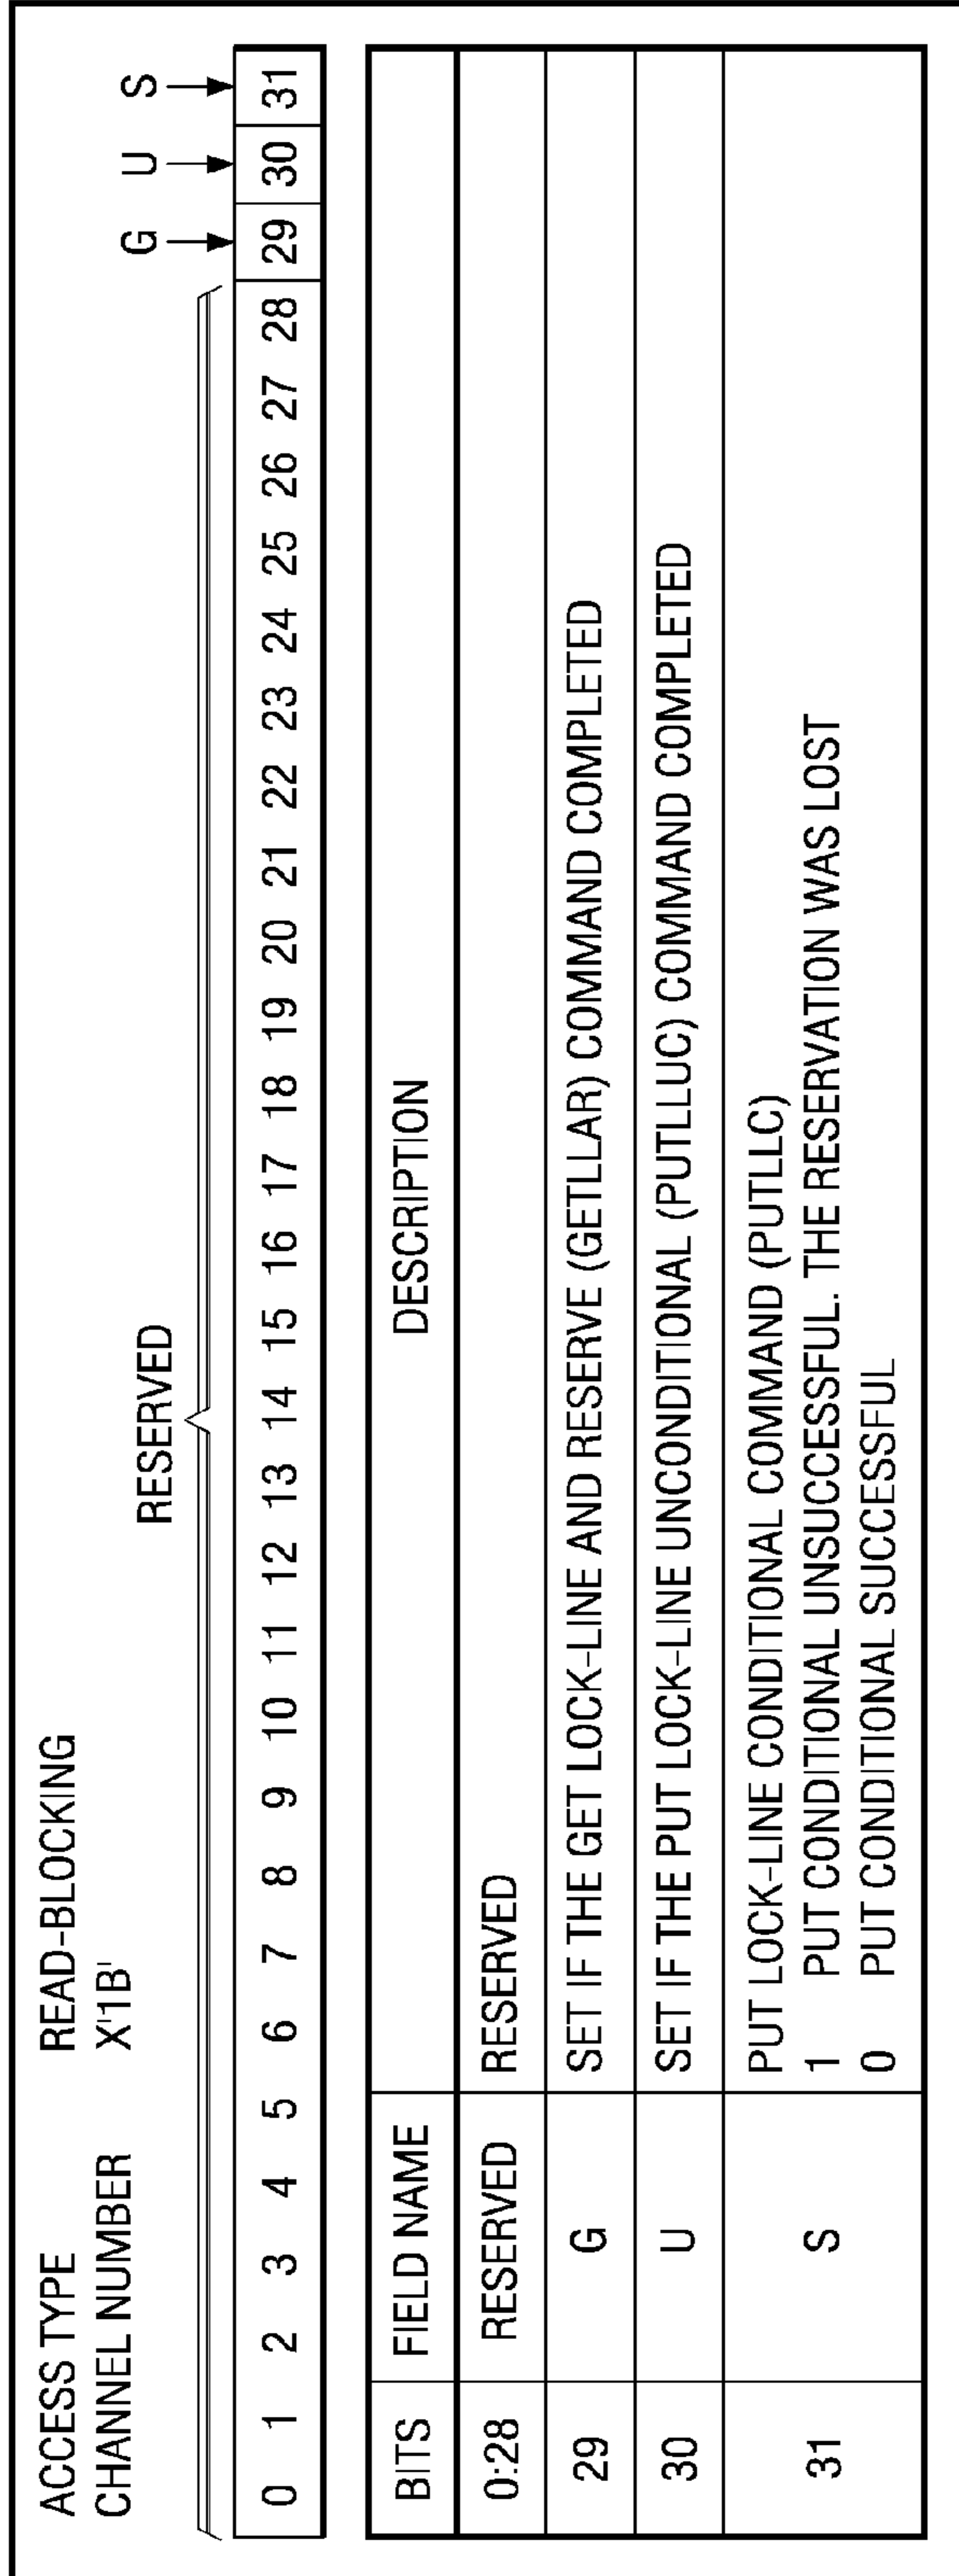 ACCESS TYPE READ-BLOCKING
CHANNEL NUMBER X'1B'
RESERVED G U S
0 1 2 3 4 5 6 7 8 9 10 11 12 13 14 15 16 17 18 19 20 21 22 23 24 25 26 27 28 29 30 31
BITS FIELD NAME DESCRIPTION
0:28 RESERVED RESERVED
29 G SET IF THE GET LOCK-LINE AND RESERVE (GETLLAR) COMMAND COMPLETED
30 U SET IF THE PUT LOCK-LINE UNCONDITIONAL (PUTLLUC) COMMAND COMPLETED
PUT LOCK-LINE CONDITIONAL COMMAND (PUTLLC)
31 S 1 PUT CONDITIONAL UNSUCCESSFUL. THE RESERVATION WAS LOST
0 PUT CONDITIONAL SUCCESSFUL